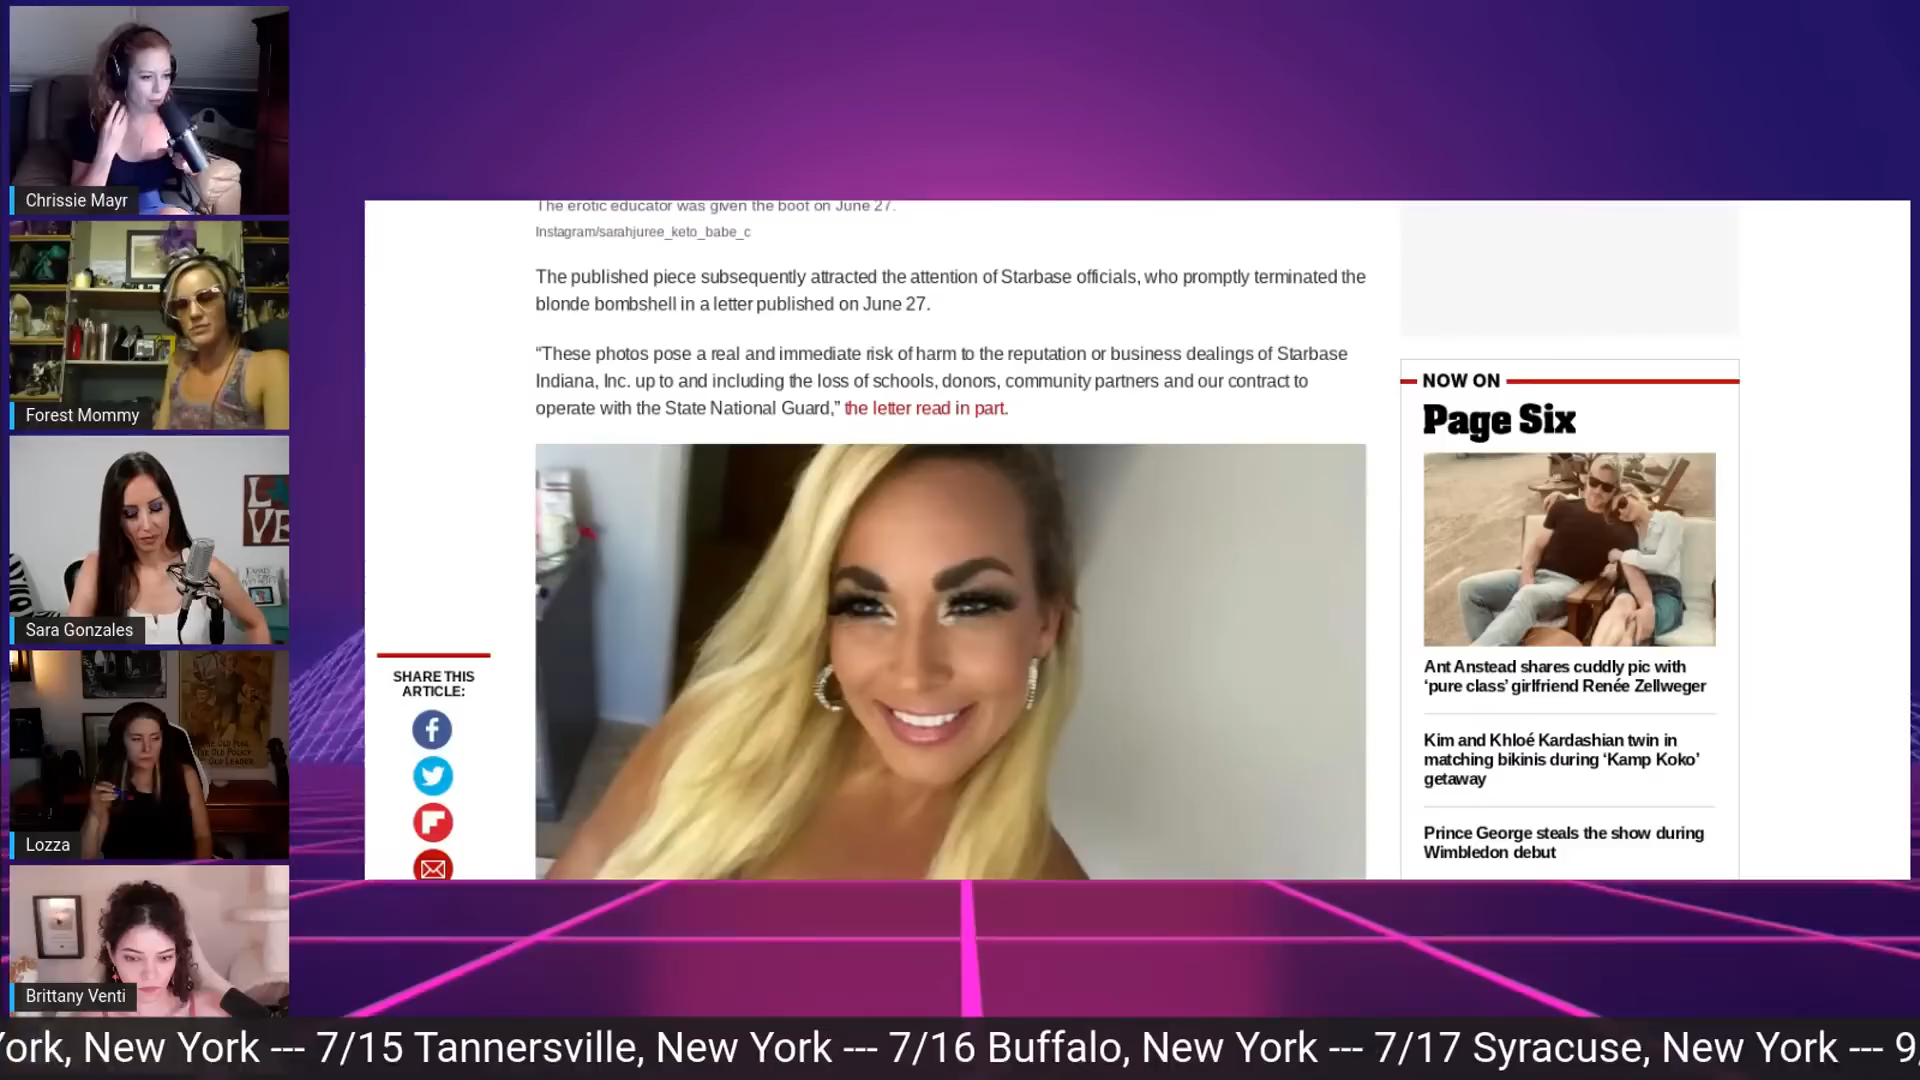 Chrissie Mayr
Forest Mommy
Sara Gonzales
Lozza
Brittany Venti
LOVE
The erotic educator was given the boot on June 27.
Instagram/sarahjuree_keto_babe_c
The published piece subsequently attracted the attention of Starbase officials, who promptly terminated the
blonde bombshell in a letter published on June 27.
“These photos pose a real and immediate risk of harm to the reputation or business dealings of Starbase
Indiana, Inc. up to and including the loss of schools, donors, community partners and our contract to
operate with the State National Guard,” the letter read in part.
SHARE THIS
ARTICLE:
NOW ON
Page Six
Ant Anstead shares cuddly pic with
‘pure class’ girlfriend Renée Zellweger
Kim and Khloé Kardashian twin in
matching bikinis during ‘Kamp Koko’
getaway
Prince George steals the show during
Wimbledon debut
ork, New York --- 7/15 Tannersville, New York --- 7/16 Buffalo, New York --- 7/17 Syracuse, New York --- 9